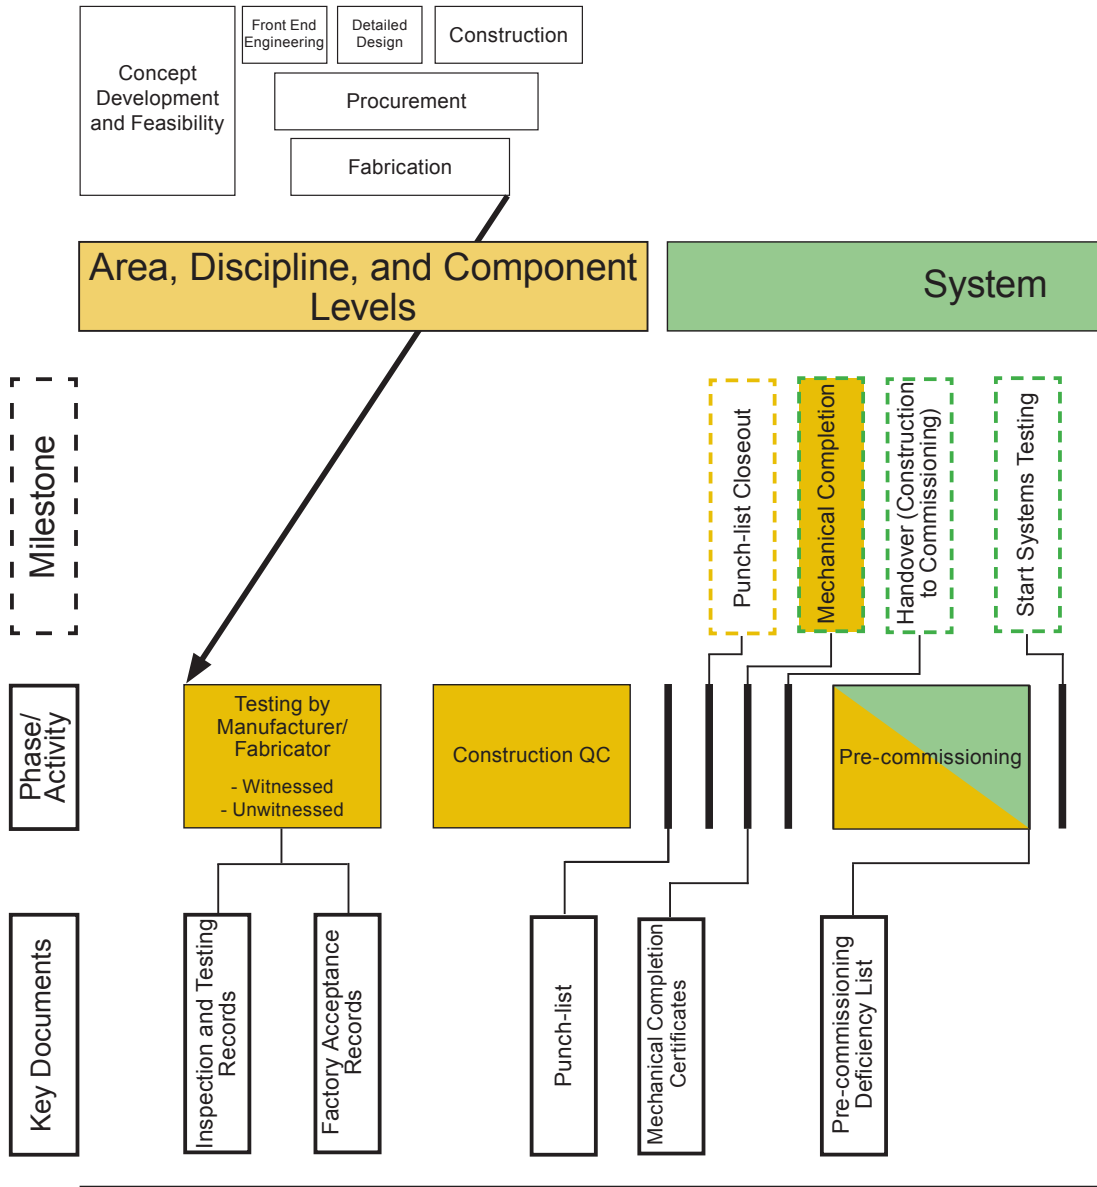 Concept
Development
and Feasibility
Front End
Engineering
Detailed
Design
Construction
Procurement
Fabrication
Area, Discipline, and Component
Levels
System
Milestone
Punch-list Closeout
Mechanical Completion
Handover (Construction
to Commissioning)
Start Systems Testing
Phase/
Activity
Testing by
Manufacturer/
Fabricator
- Witnessed
- Unwitnessed
Construction QC
Pre-commissioning
Key Documents
Inspection and Testing
Records
Factory Acceptance
Records
Punch-list
Mechanical Completion
Certificates
Pre-commissioning
Deficiency List